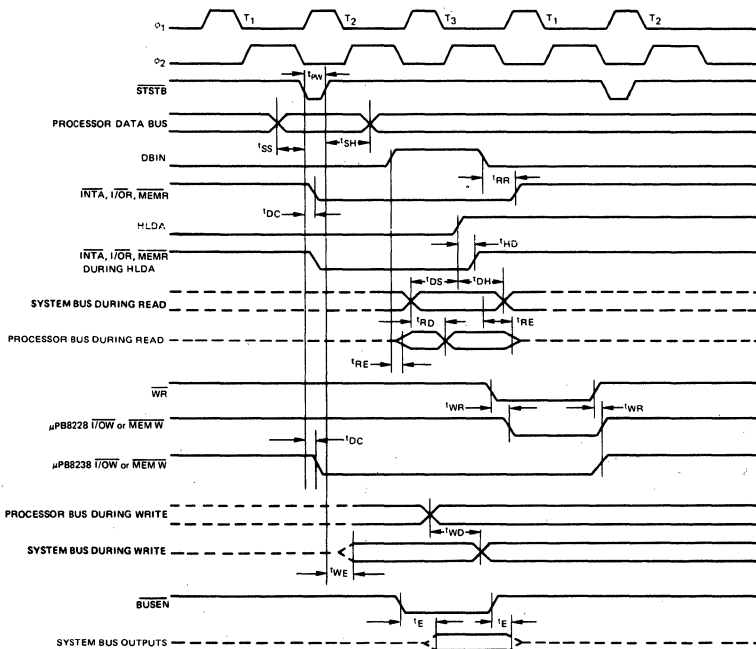 φ1 T1 T2 T3 T1 T2
φ2
tPW
STSTB
PROCESSOR DATA BUS
tSS tSH
DBIN
tRR
INTA, I/OR, MEMR
tDC
HLDA
tHD
INTA, I/OR, MEMR
DURING HLDA
tDS tDH
SYSTEM BUS DURING READ
tRD tRE
PROCESSOR BUS DURING READ
tRE
WR
tWR tWR
μPB8228 I/OW or MEM W
tDC
μPB8238 I/OW or MEM W
PROCESSOR BUS DURING WRITE
tWD
SYSTEM BUS DURING WRITE
tWE
BUSEN
tE tE
SYSTEM BUS OUTPUTS